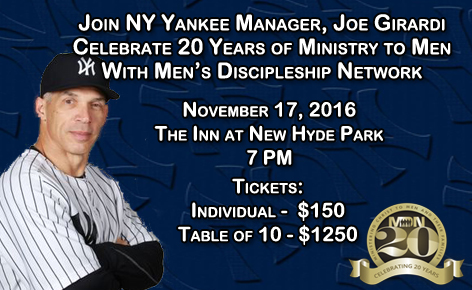 Join NY Yankee Manager, Joe Girardi
Celebrate 20 Years of Ministry to Men
With Men's Discipleship Network
November 17, 2016
The Inn at New Hyde Park
7 PM
Tickets:
Individual - $150
Table of 10 - $1250
NY
20
CELEBRATING 20 YEARS